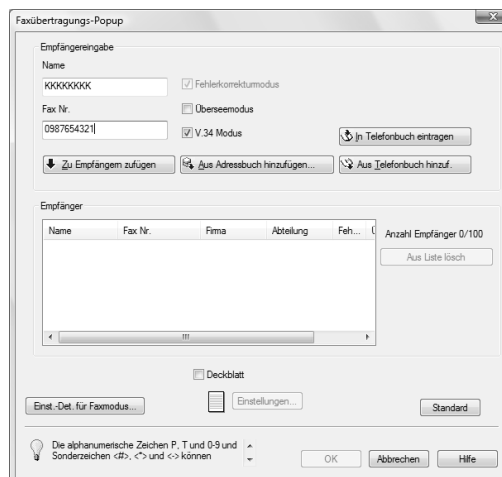 Faxübertragungs-Popup
Empfängereingabe
Name
KKKKKKKK
Fehlerkorrekturmodus
Fax Nr.
Überseemodus
0987654321
V.34 Modus
In Telefonbuch eintragen
Zu Empfängern zufügen
Aus Adressbuch hinzufügen...
Aus Telefonbuch hinzuf.
Empfänger
Name Fax Nr. Firma Abteilung Feh...
Anzahl Empfänger 0/100
Aus Liste lösch
Deckblatt
Einst.-Det. für Faxmodus...
Einstellungen...
Standard
Die alphanumerische Zeichen P, T und 0-9 und
Sonderzeichen <#>, <*> und <-> können
OK Abbrechen Hilfe